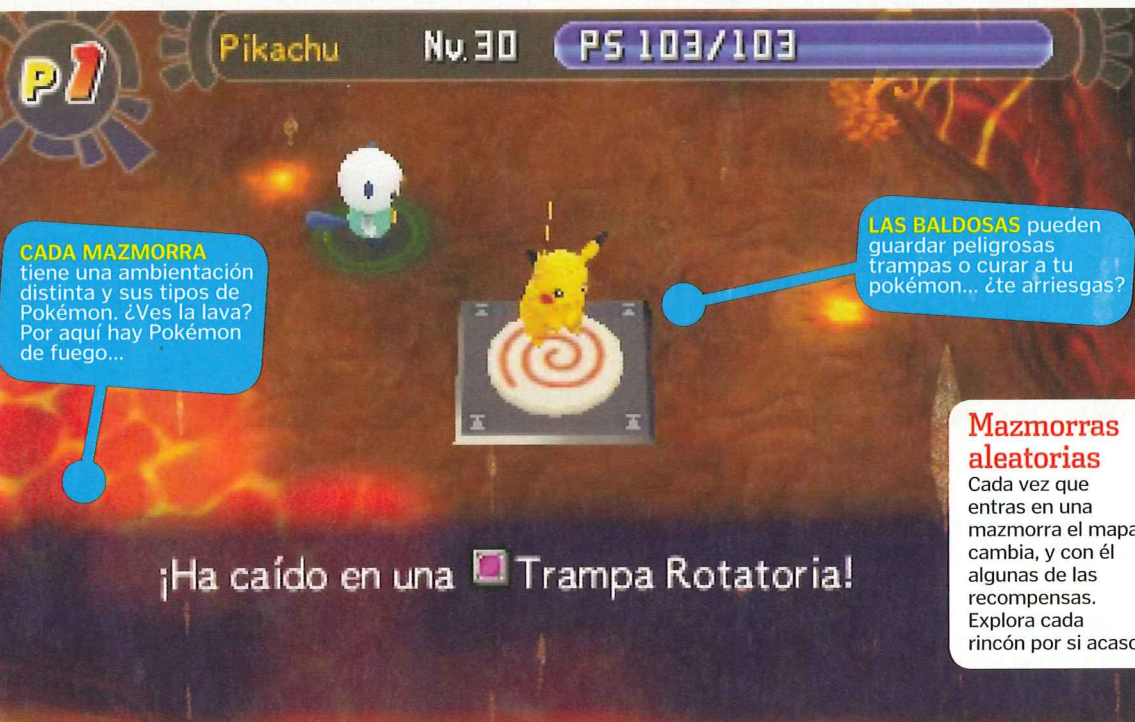 P1 Pikachu Nv. 30 PS 103/103
CADA MAZMORRA
tiene una ambientación
distinta y sus tipos de
Pokémon. ¿Ves la lava?
Por aquí hay Pokémon
de fuego...
LAS BALDOSAS pueden
guardar peligrosas
trampas o curar a tu
pokémon... ¿te arriesgas?
Mazmorras
aleatorias
Cada vez que
entras en una
mazmorra el mapa
cambia, y con él
algunas de las
recompensas.
Explora cada
rincón por si acaso
¡Ha caído en una Trampa Rotatoria!